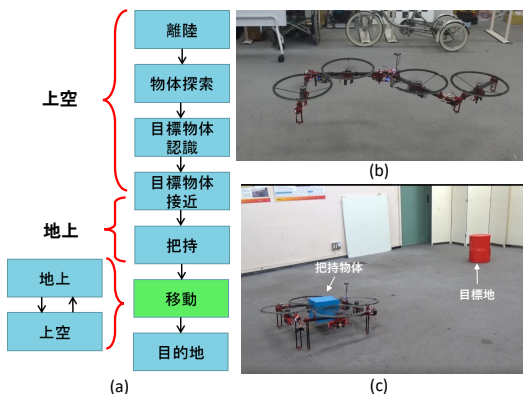 離陸
物体探索
目標物体
認識
目標物体
接近
把持
移動
目的地
上空
地上
地上
上空
(a)
(b)
把持物体
目標地
(c)